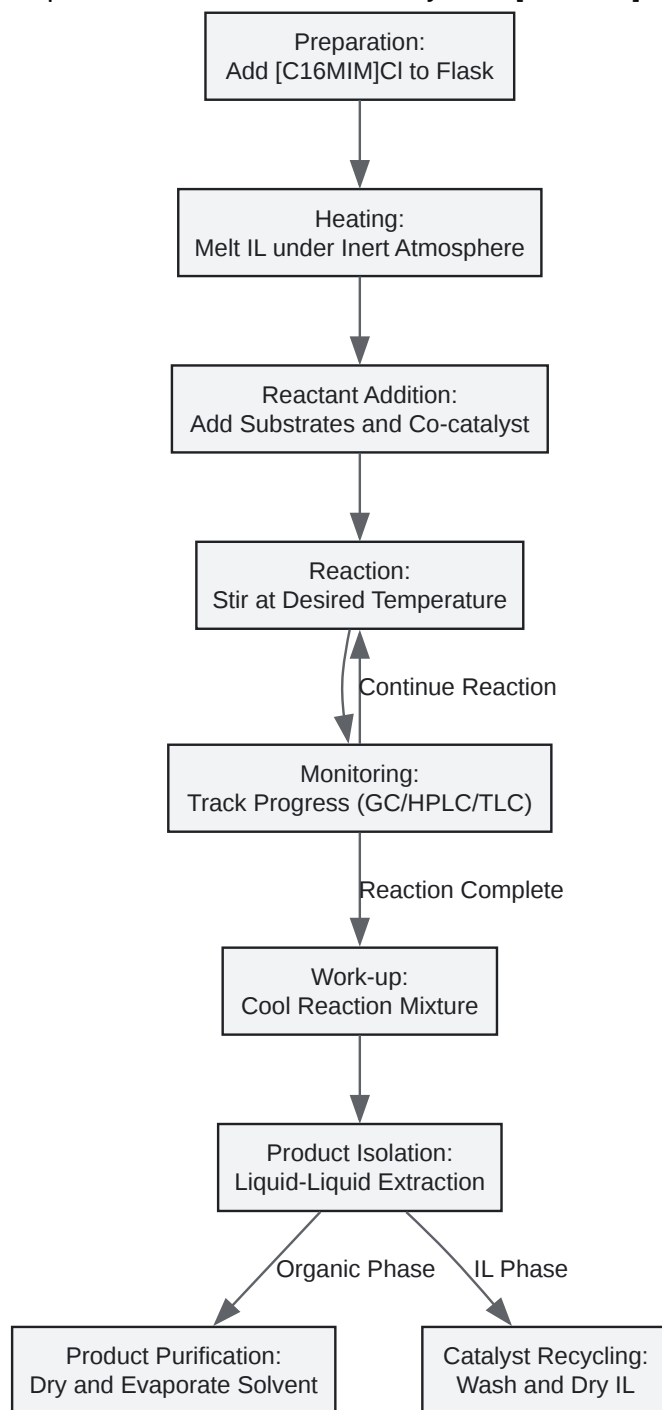 Preparation:
Add [C16MIM]Cl to Flask
Heating:
Melt IL under Inert Atmosphere
Reactant Addition:
Add Substrates and Co-catalyst
Reaction:
Stir at Desired Temperature
Continue Reaction
Monitoring:
Track Progress (GC/HPLC/TLC)
Reaction Complete
Work-up:
Cool Reaction Mixture
Product Isolation:
Liquid-Liquid Extraction
Organic Phase
IL Phase
Product Purification:
Dry and Evaporate Solvent
Catalyst Recycling:
Wash and Dry IL